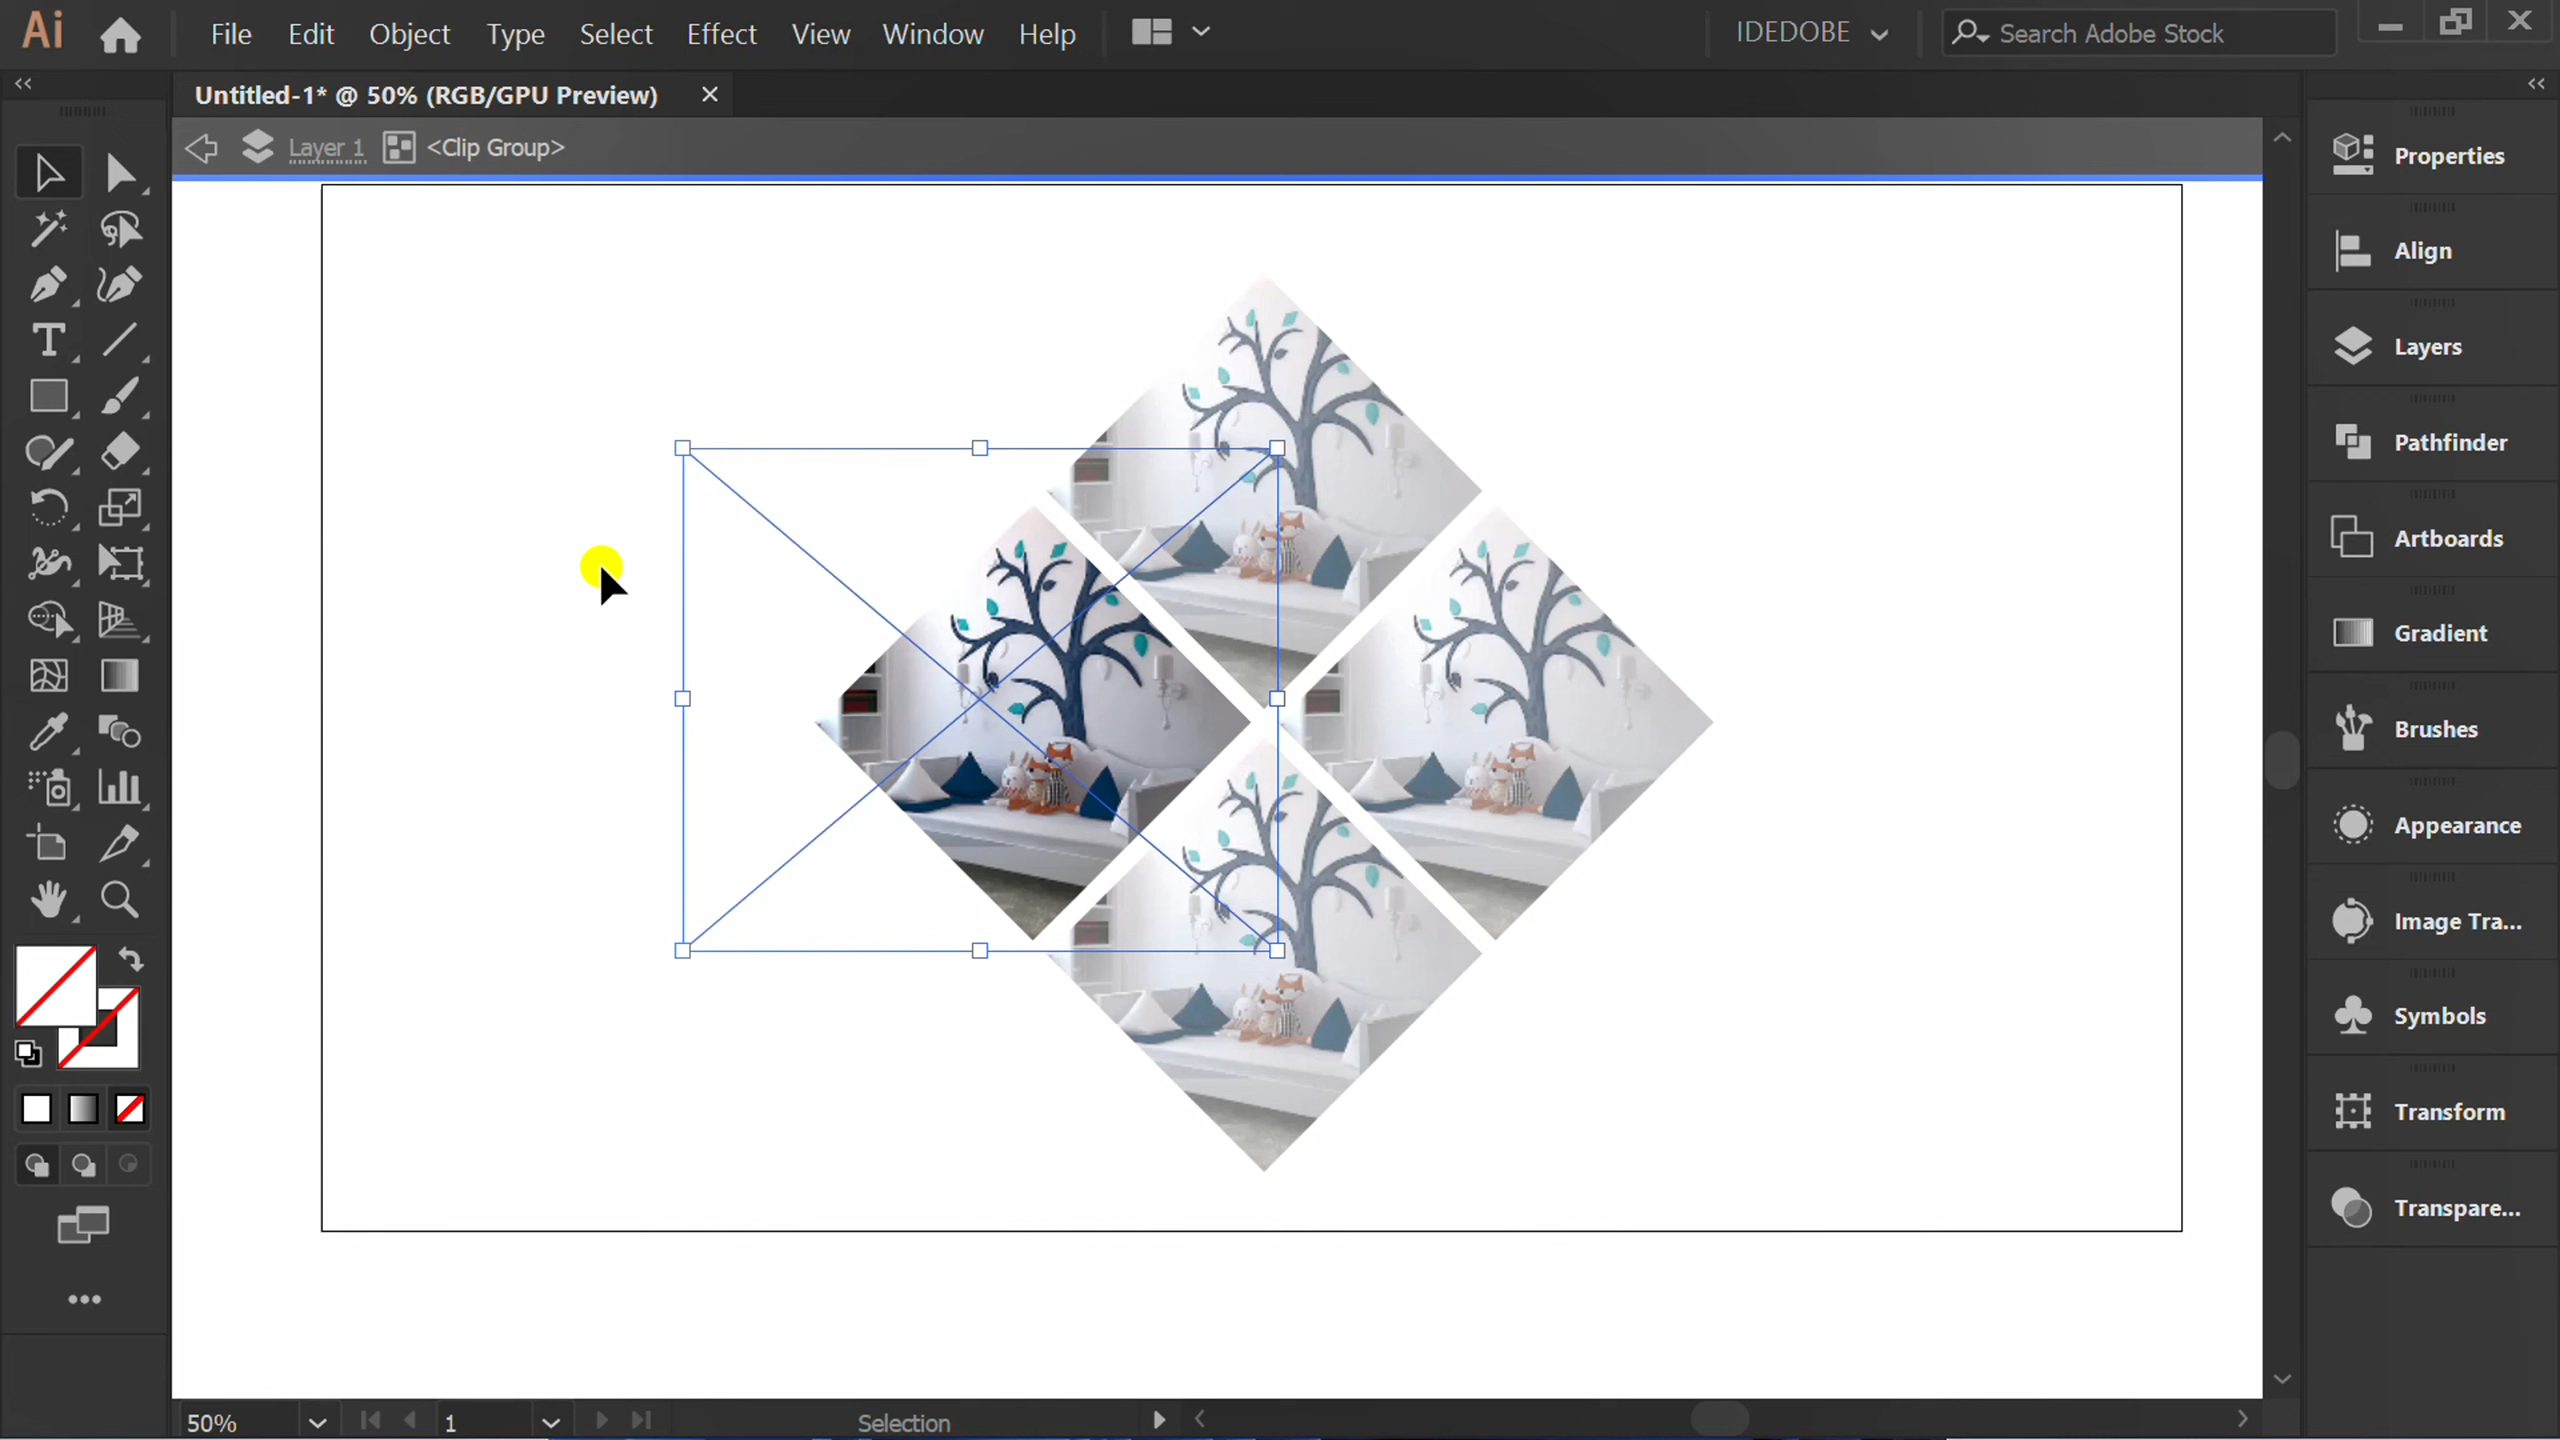 Ai File Edit Object Type Select Effect View Window Help IDEDOBE Search Adobe Stock
Untitled-1* @ 50% (RGB/GPU Preview)
Layer 1 <Clip Group>
Properties
Align
Layers
Pathfinder
Artboards
Gradient
Brushes
Appearance
Image Tra...
Symbols
Transform
Transpare...
T
50% 1 Selection